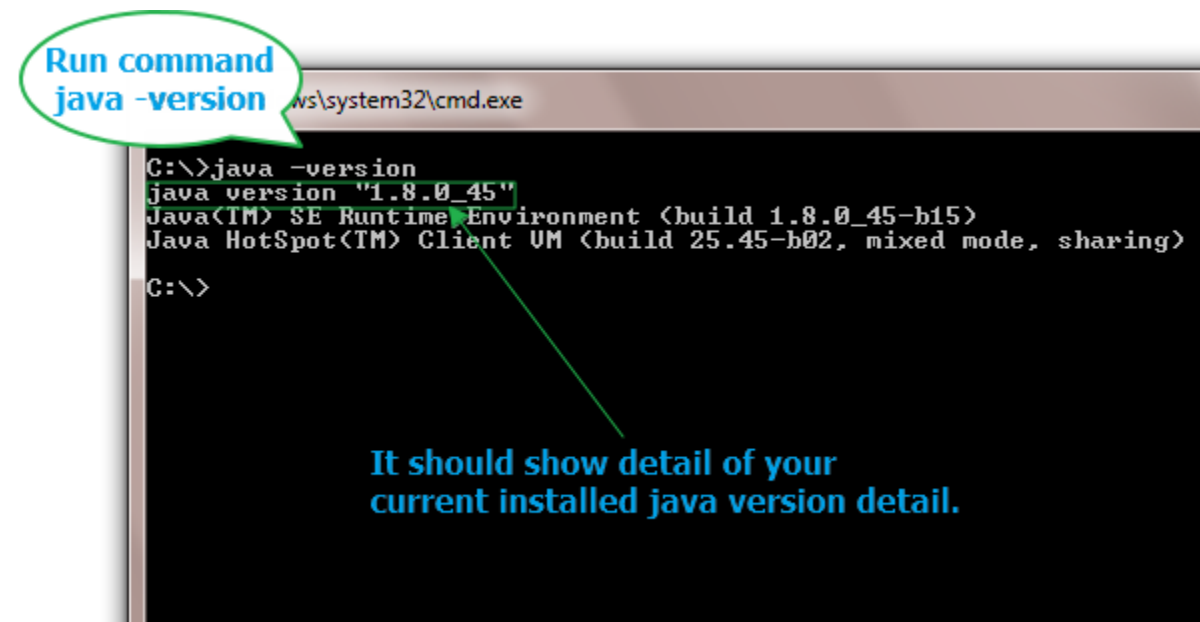 Run command
java -version
ws\system32\cmd.exe
C:\>java -version
java version "1.8.0_45"
Java(TM) SE Runtime Environment (build 1.8.0_45-b15)
Java HotSpot(TM) Client VM (build 25.45-b02, mixed mode, sharing)
C:\>
It should show detail of your
current installed java version detail.